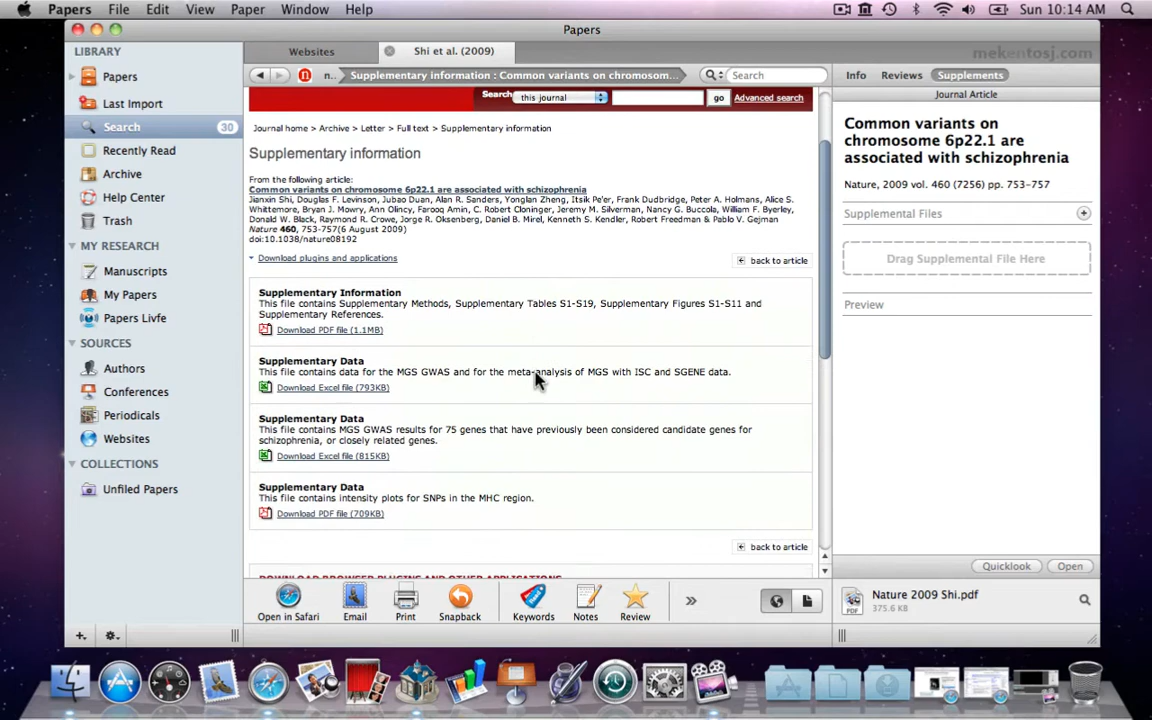 Papers File Edit View Paper Window Help Sun 10:14 AM
Papers
LIBRARY
Papers
Last Import
Search 30
Recently Read
Archive
Help Center
Trash
MY RESEARCH
Manuscripts
My Papers
Papers Livfe
SOURCES
Authors
Conferences
Periodicals
Websites
COLLECTIONS
Unfiled Papers
Websites Shi et al. (2009)
mekentosj.com
n... Supplementary information : Common variants on chromosom... Search
Search this journal go Advanced search
Journal home > Archive > Letter > Full text > Supplementary information
Supplementary information
From the following article:
Common variants on chromosome 6p22.1 are associated with schizophrenia
Jianxin Shi, Douglas F. Levinson, Jubao Duan, Alan R. Sanders, Yonglan Zheng, Itsik Pe'er, Frank Dudbridge, Peter A. Holmans, Alice S.
Whittemore, Bryan J. Mowry, Ann Olincy, Farooq Amin, C. Robert Cloninger, Jeremy M. Silverman, Nancy G. Buccola, William F. Byerley,
Donald W. Black, Raymond R. Crowe, Jorge R. Oksenberg, Daniel B. Mirel, Kenneth S. Kendler, Robert Freedman & Pablo V. Gejman
Nature 460, 753-757(6 August 2009)
doi:10.1038/nature08192
Download plugins and applications
back to article
Supplementary Information
This file contains Supplementary Methods, Supplementary Tables S1-S19, Supplementary Figures S1-S11 and
Supplementary References.
Download PDF file (1.1MB)
Supplementary Data
This file contains data for the MGS GWAS and for the meta-analysis of MGS with ISC and SGENE data.
Download Excel file (793KB)
Supplementary Data
This file contains MGS GWAS results for 75 genes that have previously been considered candidate genes for
schizophrenia, or closely related genes.
Download Excel file (815KB)
Supplementary Data
This file contains intensity plots for SNPs in the MHC region.
Download PDF file (709KB)
back to article
DOWNLOAD BROWSER PLUGINS AND OTHER APPLICATIONS
Open in Safari Email Print Snapback Keywords Notes Review
Info Reviews Supplements
Journal Article
Common variants on
chromosome 6p22.1 are
associated with schizophrenia
Nature, 2009 vol. 460 (7256) pp. 753-757
Supplemental Files
Drag Supplemental File Here
Preview
Quicklook Open
PDF
Nature 2009 Shi.pdf
375.6 KB